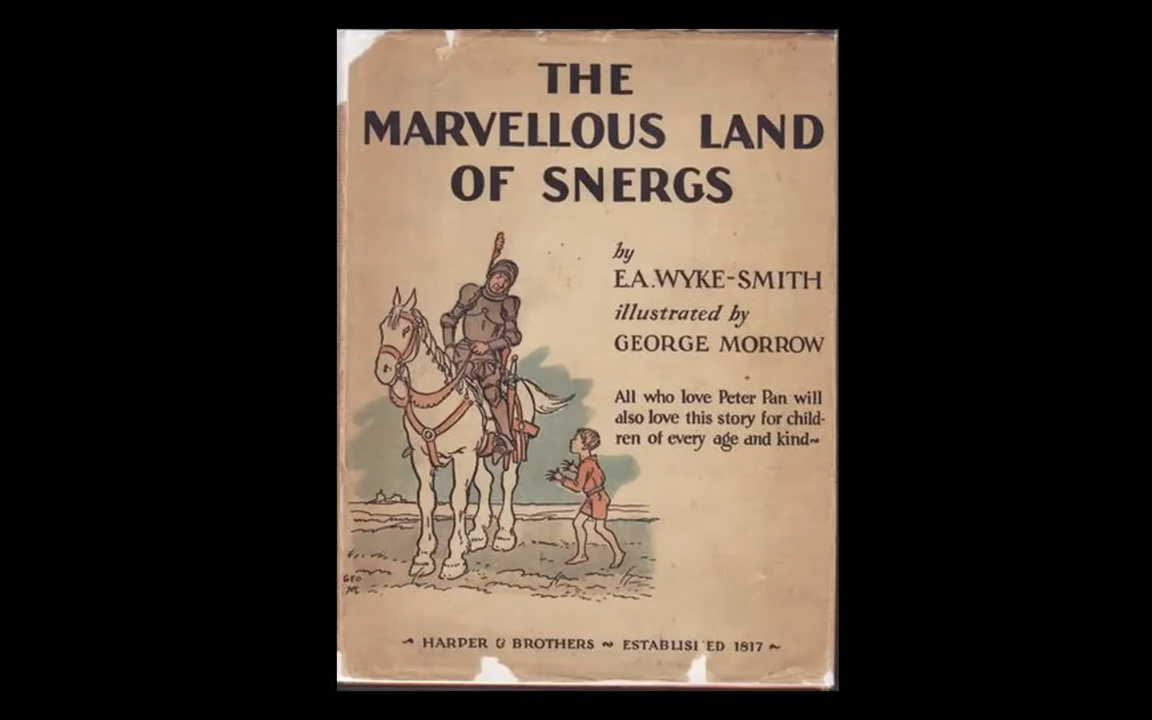 THE
MARVELLOUS LAND
OF SNERGS
by
E.A.WYKE-SMITH
illustrated by
GEORGE MORROW
All who love Peter Pan will
also love this story for child-
ren of every age and kind~
GEO
M
~ HARPER & BROTHERS ~ ESTABLISHED 1817 ~